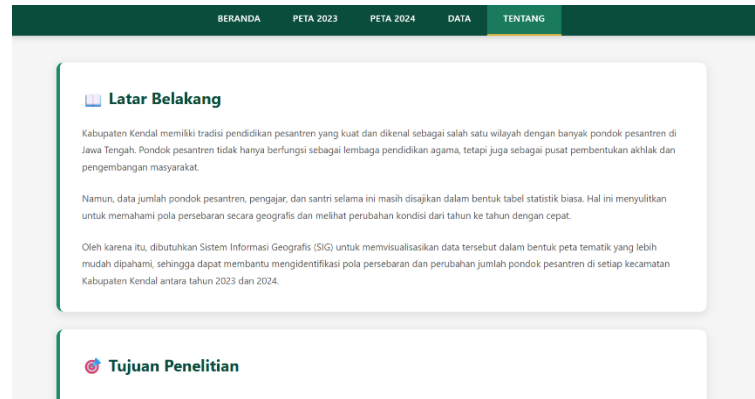 BERANDA PETA 2023 PETA 2024 DATA TENTANG
Latar Belakang
Kabupaten Kendal memiliki tradisi pendidikan pesantren yang kuat dan dikenal sebagai salah satu wilayah dengan banyak pondok pesantren di
Jawa Tengah. Pondok pesantren tidak hanya berfungsi sebagai lembaga pendidikan agama, tetapi juga sebagai pusat pembentukan akhlak dan
pengembangan masyarakat.
Namun, data jumlah pondok pesantren, pengajar, dan santri selama ini masih disajikan dalam bentuk tabel statistik biasa. Hal ini menyulitkan
untuk memahami pola persebaran secara geografis dan melihat perubahan kondisi dari tahun ke tahun dengan cepat.
Oleh karena itu, dibutuhkan Sistem Informasi Geografis (SIG) untuk memvisualisasikan data tersebut dalam bentuk peta tematik yang lebih
mudah dipahami, sehingga dapat membantu mengidentifikasi pola persebaran dan perubahan jumlah pondok pesantren di setiap kecamatan
Kabupaten Kendal antara tahun 2023 dan 2024.
Tujuan Penelitian